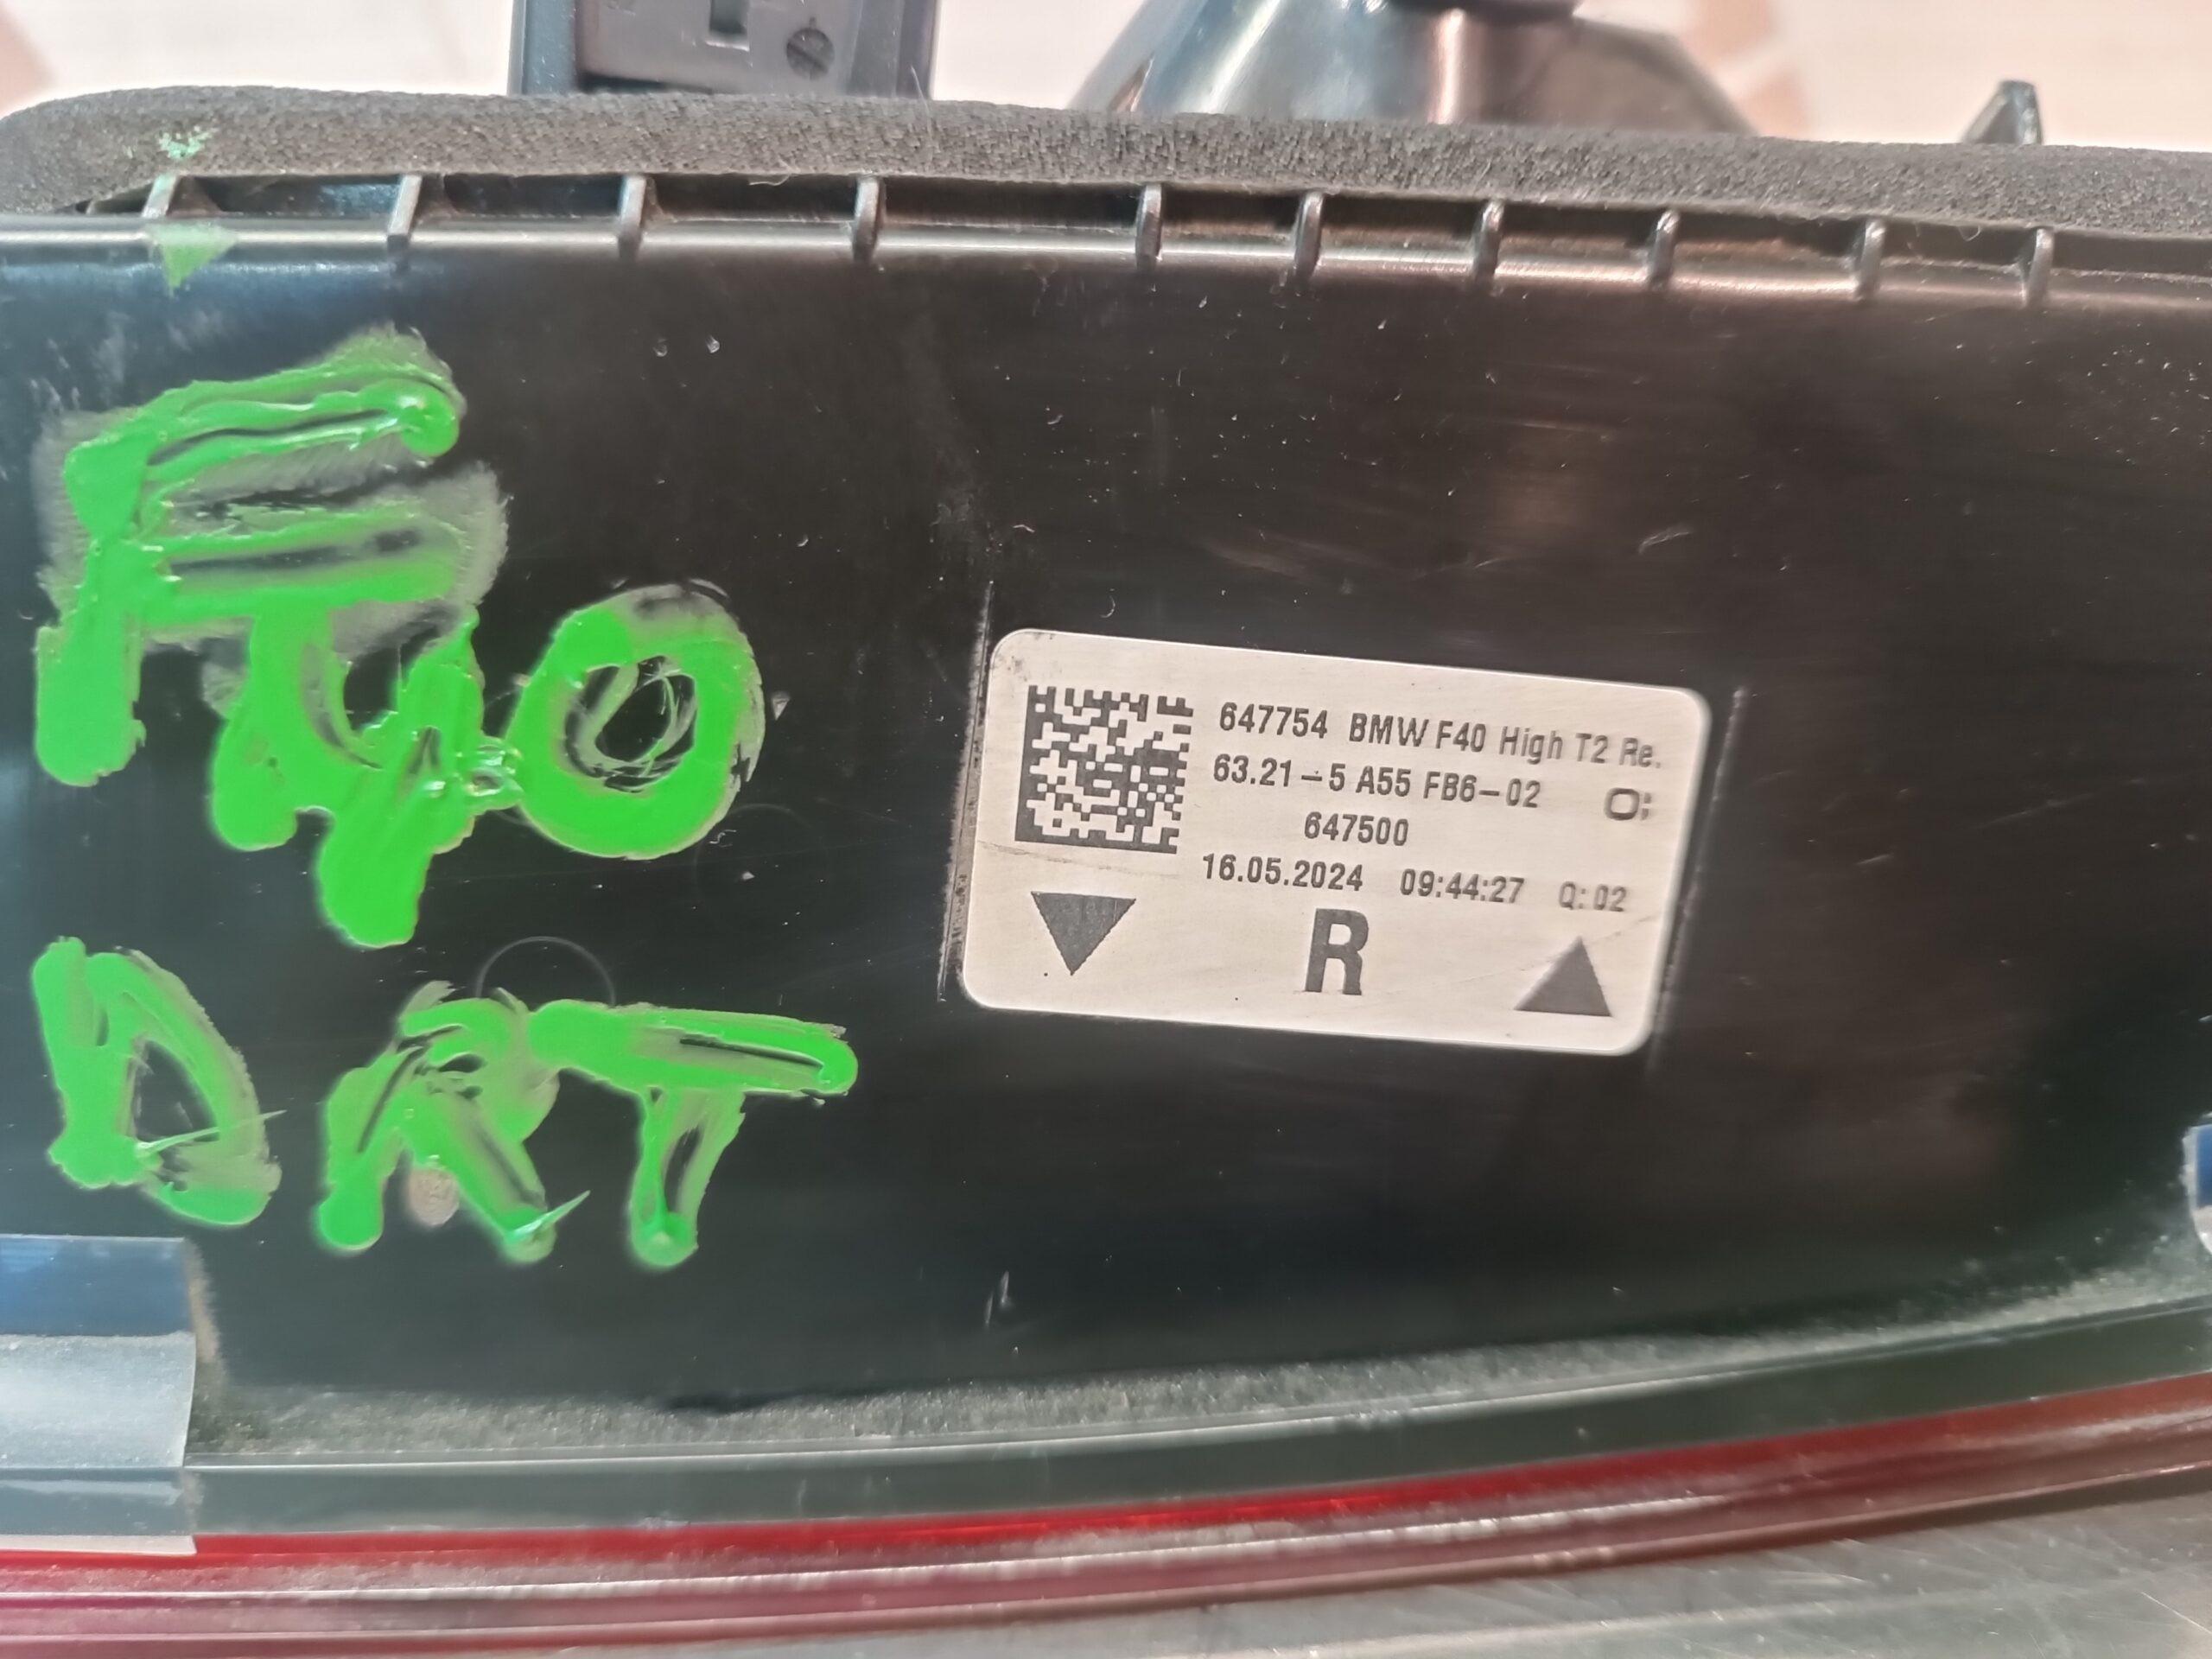 F40
DRT
647754 BMW F40 High T2 Re.
63.21-5 A55 FB6-02 O:
647500
16.05.2024 09:44:27 Q: 02
R